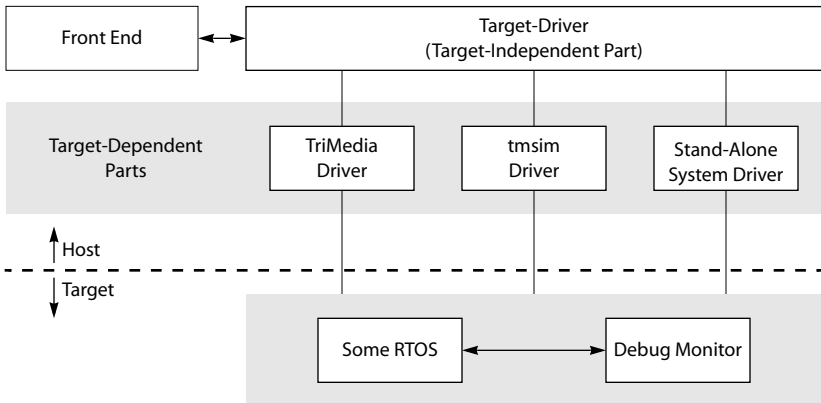 Front End
Target-Driver
(Target-Independent Part)
Target-Dependent
Parts
TriMedia
Driver
tmsim
Driver
Stand-Alone
System Driver
Host
Target
Some RTOS
Debug Monitor